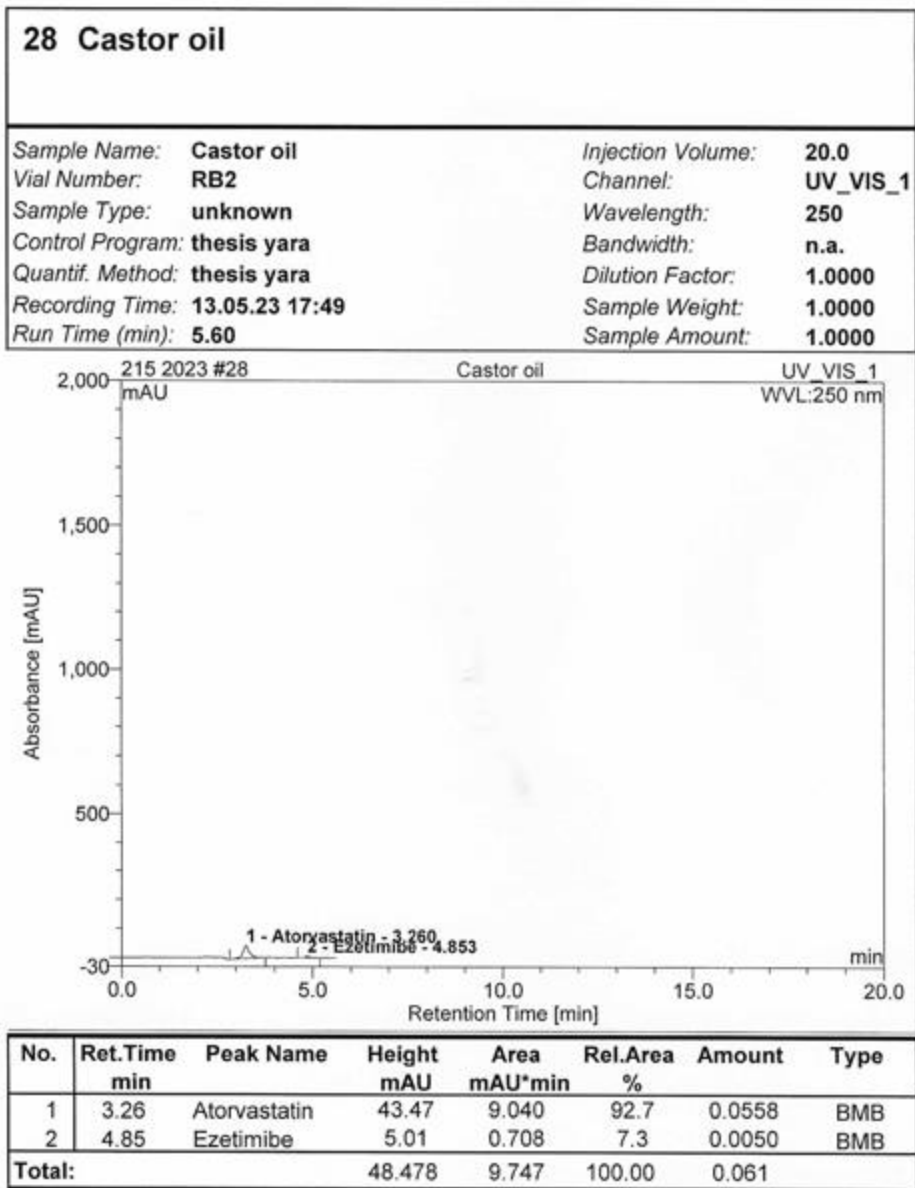 28 Castor oil
Sample Name: Castor oil Injection Volume: 20.0
Vial Number: RB2 Channel: UV_VIS_1
Sample Type: unknown Wavelength: 250
Control Program: thesis yara Bandwidth: n.a.
Quantif. Method: thesis yara Dilution Factor: 1.0000
Recording Time: 13.05.23 17:49 Sample Weight: 1.0000
Run Time (min): 5.60 Sample Amount: 1.0000
215 2023 #28 Castor oil UV_VIS_1
2,000 mAU WVL:250 nm
1,500
1,000
500
-30
Absorbance [mAU]
1 - Atorvastatin - 3.260
2 - Ezetimibe - 4.853
min
0.0 5.0 10.0 15.0 20.0
Retention Time [min]
No. Ret.Time Peak Name Height Area Rel.Area Amount Type
min mAU mAU*min %
1 3.26 Atorvastatin 43.47 9.040 92.7 0.0558 BMB
2 4.85 Ezetimibe 5.01 0.708 7.3 0.0050 BMB
Total: 48.478 9.747 100.00 0.061